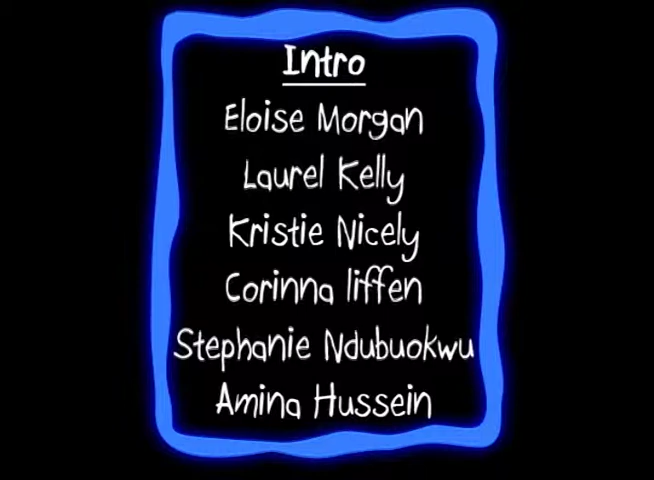 Intro
Eloise Morgan
Laurel Kelly
Kristie Nicely
Corinna liffen
Stephanie Ndubuokwu
Amina Hussein